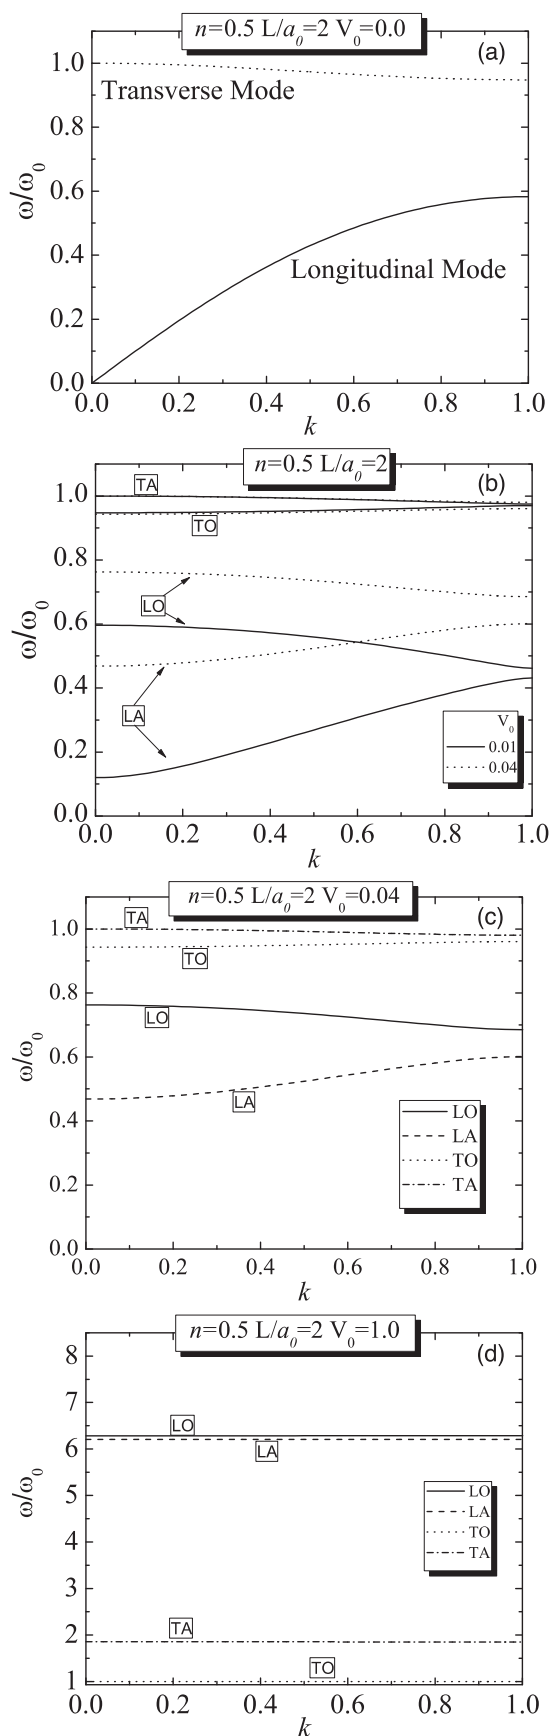 n=0.5 L/a₀=2 V₀=0.0
(a)
1.0
Transverse Mode
0.8
ω/ω₀
0.6
0.4
Longitudinal Mode
0.2
0.0
0.0 0.2 0.4 0.6 0.8 1.0
k
n=0.5 L/a₀=2
(b)
TA
1.0
TO
0.8
LO
ω/ω₀
0.6
0.4
LA
V₀
0.01
0.04
0.2
0.0
0.0 0.2 0.4 0.6 0.8 1.0
k
n=0.5 L/a₀=2 V₀=0.04
(c)
TA
1.0
TO
0.8
LO
ω/ω₀
0.6
LA
0.4
LO
LA
TO
TA
0.2
0.0
0.0 0.2 0.4 0.6 0.8 1.0
k
n=0.5 L/a₀=2 V₀=1.0
(d)
8
7
LO
6
LA
ω/ω₀
5
LO
LA
TO
TA
4
3
TA
2
TO
1
0.0 0.2 0.4 0.6 0.8 1.0
k